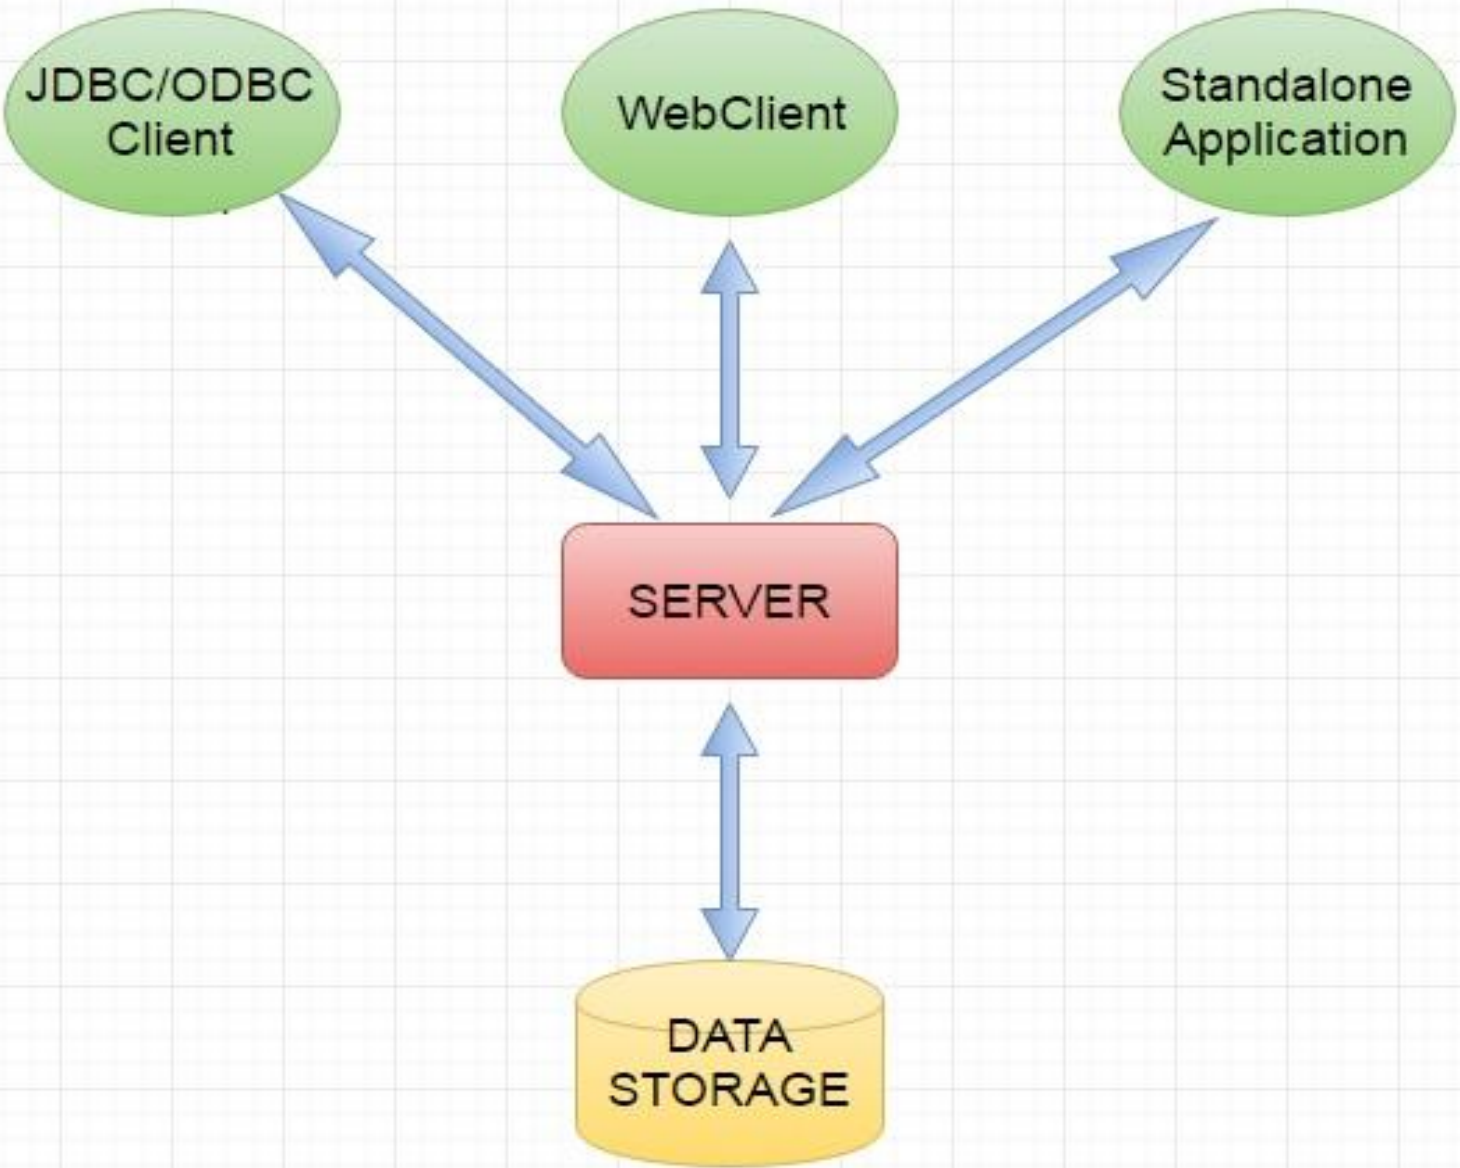 JDBC/ODBC
Client
WebClient
Standalone
Application
SERVER
DATA
STORAGE